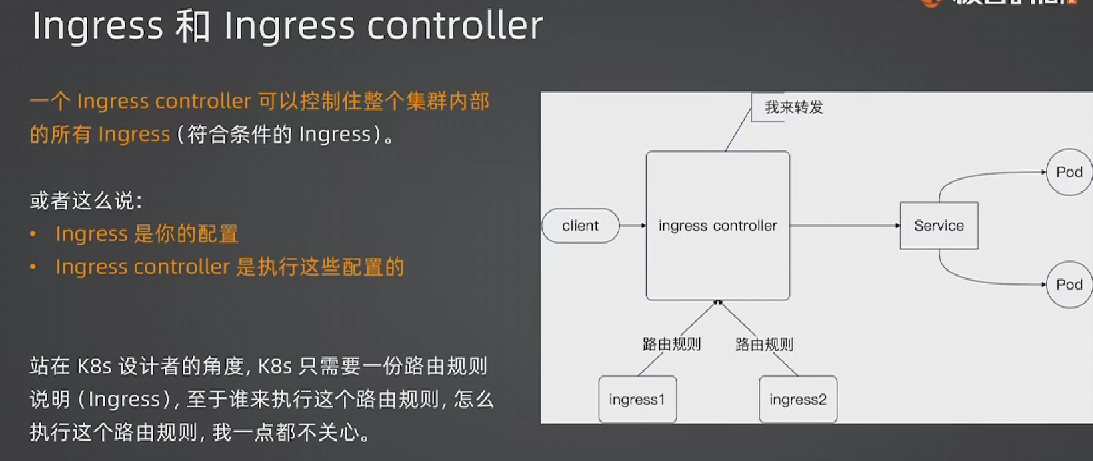 Ingress 和 Ingress controller
一个 Ingress controller 可以控制住整个集群内部
的所有 Ingress (符合条件的 Ingress)。
或者这么说:
• Ingress 是你的配置
• Ingress controller 是执行这些配置的
站在 K8s 设计者的角度, K8s 只需要一份路由规则
说明 (Ingress), 至于谁来执行这个路由规则, 怎么
执行这个路由规则, 我一点都不关心。
我来转发
client
ingress controller
Service
Pod
Pod
路由规则
路由规则
ingress1
ingress2